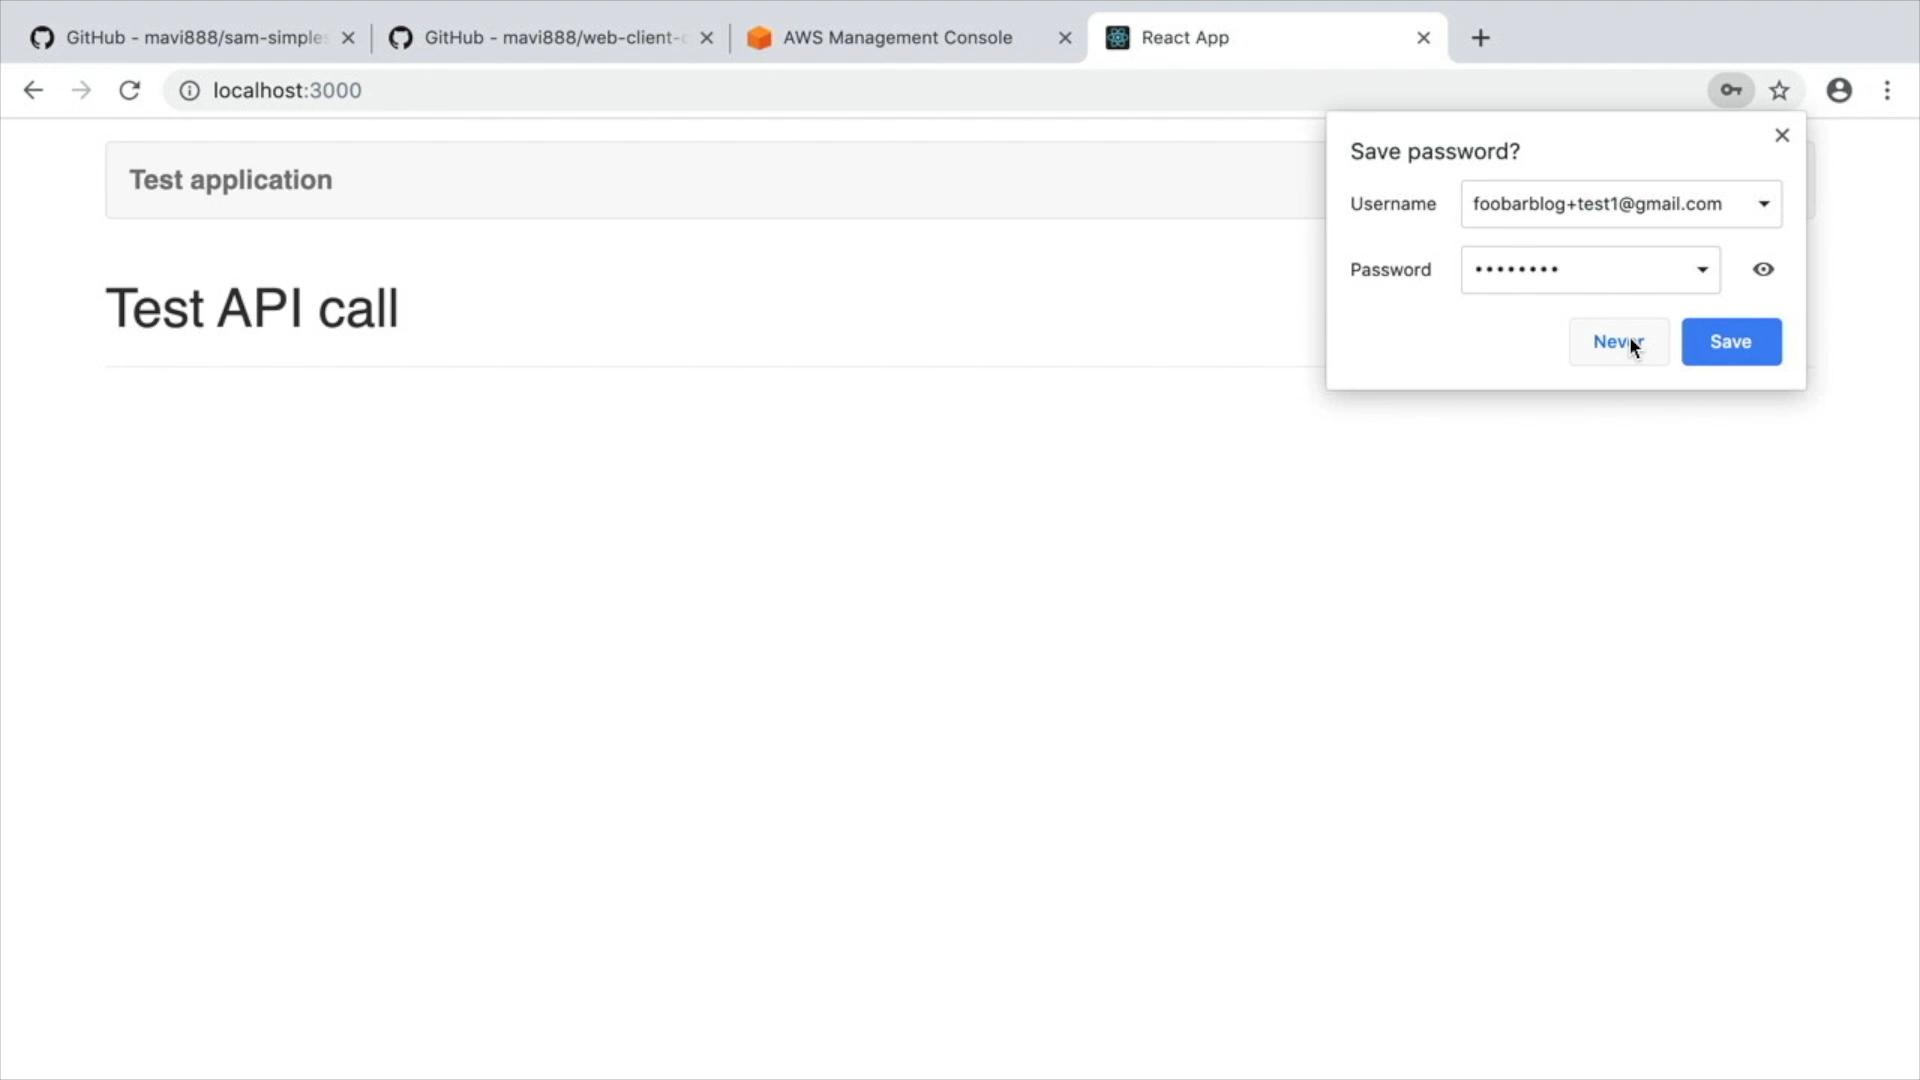 GitHub - mavi888/sam-simples
GitHub - mavi888/web-client-c
AWS Management Console
React App
localhost:3000
Test application
Save password?
Username
foobarblog+test1@gmail.com
Password
••••••••
Never
Save
Test API call